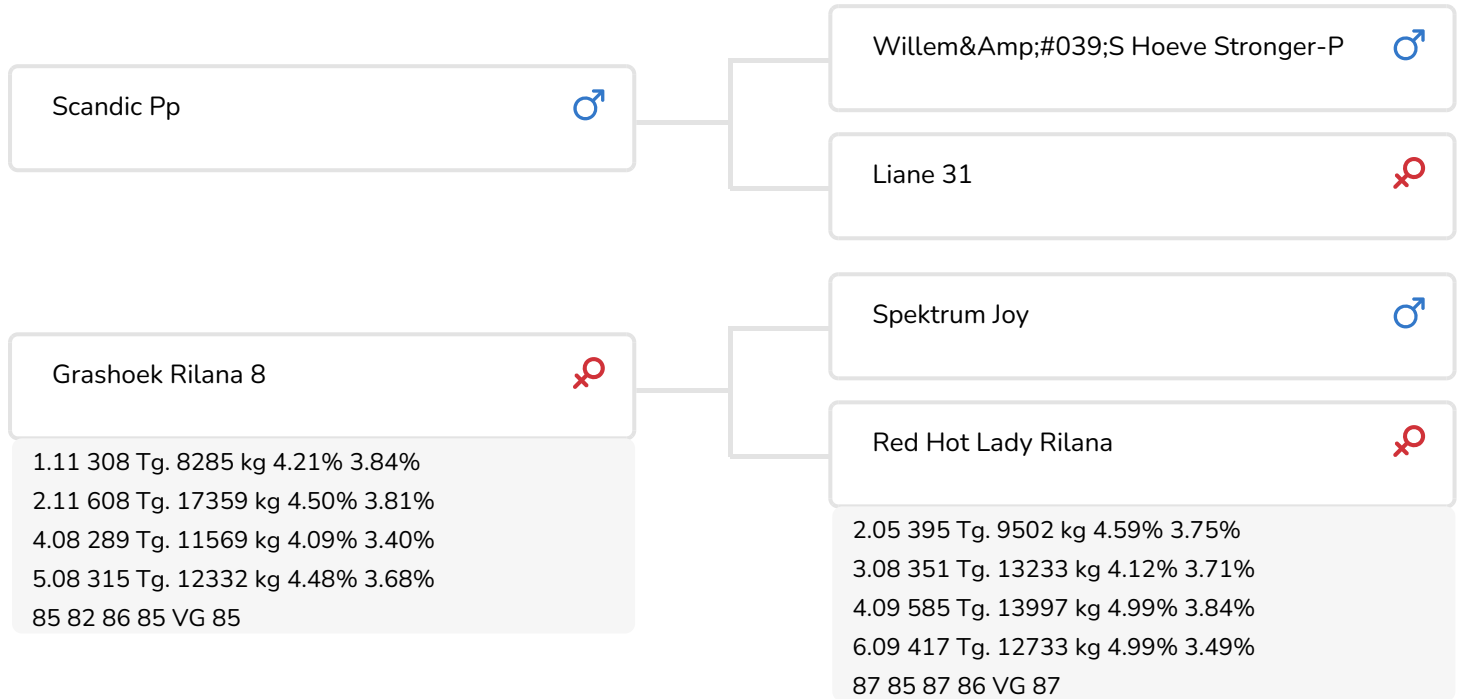 Willem&Amp;#039;S Hoeve Stronger-P
Scandic Pp
Liane 31
Spektrum Joy
Grashoek Rilana 8
1.11 308 Tg. 8285 kg 4.21% 3.84%
2.11 608 Tg. 17359 kg 4.50% 3.81%
4.08 289 Tg. 11569 kg 4.09% 3.40%
5.08 315 Tg. 12332 kg 4.48% 3.68%
85 82 86 85 VG 85
Red Hot Lady Rilana
2.05 395 Tg. 9502 kg 4.59% 3.75%
3.08 351 Tg. 13233 kg 4.12% 3.71%
4.09 585 Tg. 13997 kg 4.99% 3.84%
6.09 417 Tg. 12733 kg 4.99% 3.49%
87 85 87 86 VG 87